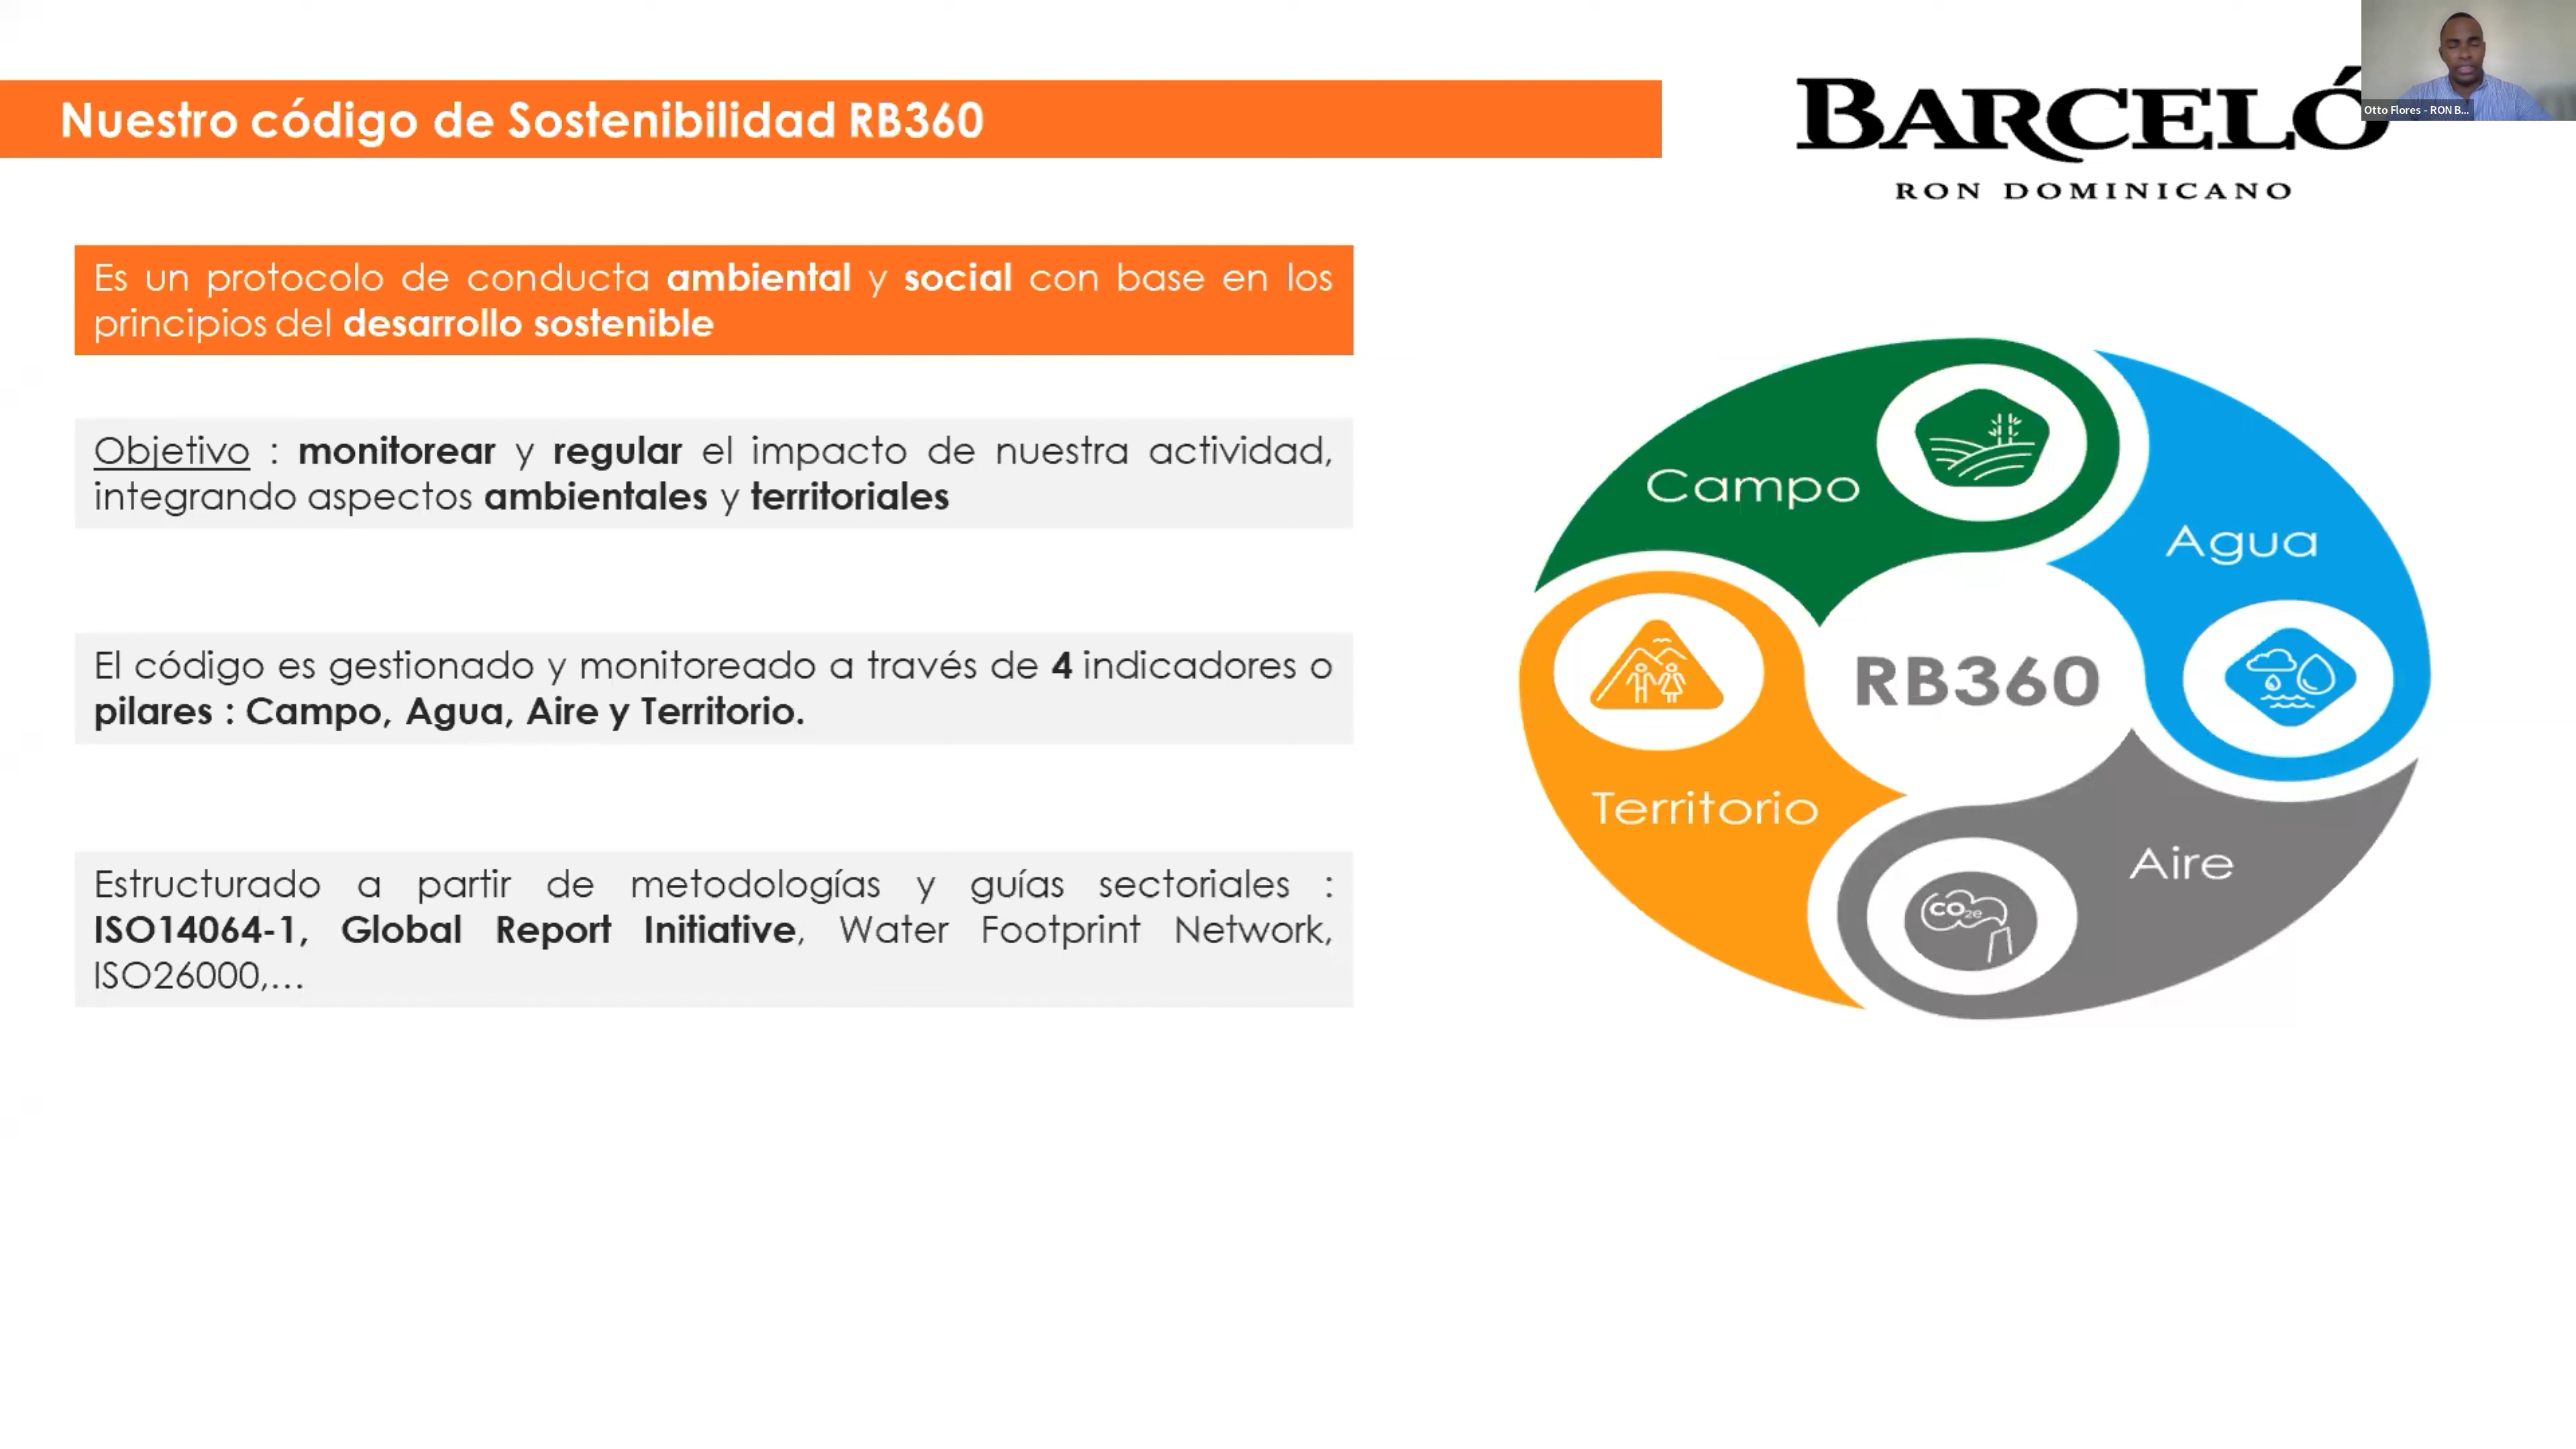 Nuestro código de Sostenibilidad RB360
BARCELÓ
RON DOMINICANO
Otto Flores - RON B...
Es un protocolo de conducta ambiental y social con base en los
principios del desarrollo sostenible
Objetivo : monitorear y regular el impacto de nuestra actividad,
integrando aspectos ambientales y territoriales
El código es gestionado y monitoreado a través de 4 indicadores o
pilares : Campo, Agua, Aire y Territorio.
Estructurado a partir de metodologías y guías sectoriales :
ISO14064-1, Global Report Initiative, Water Footprint Network,
ISO26000,...
Campo
Agua
RB360
Territorio
Aire
CO2e